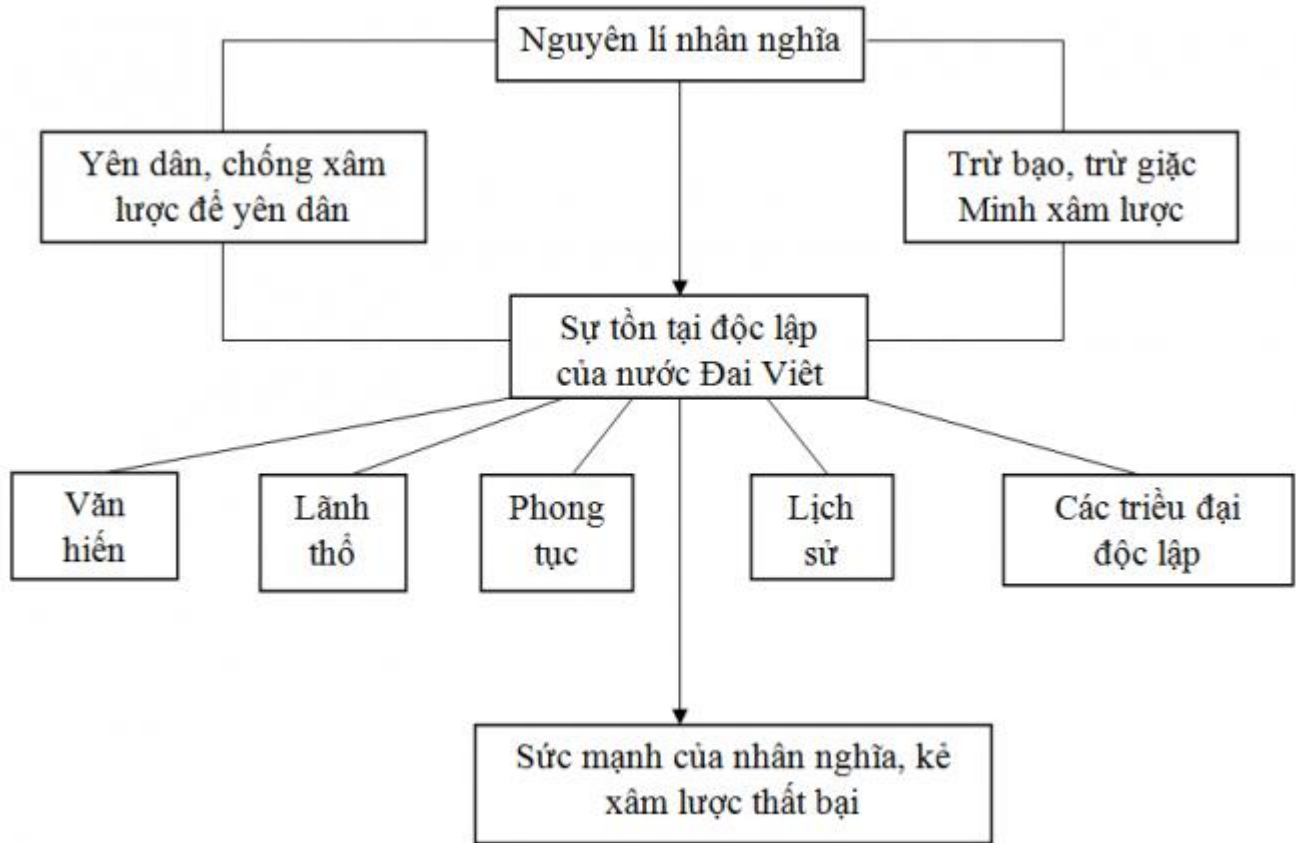 Nguyên lí nhân nghĩa
Yên dân, chống xâm
lược để yên dân
Trừ bạo, trừ giặc
Minh xâm lược
Sự tồn tại độc lập
của nước Đai Viêt
Văn
hiến
Lãnh
thổ
Phong
tục
Lịch
sử
Các triều đại
độc lập
Sức mạnh của nhân nghĩa, kẻ
xâm lược thất bại